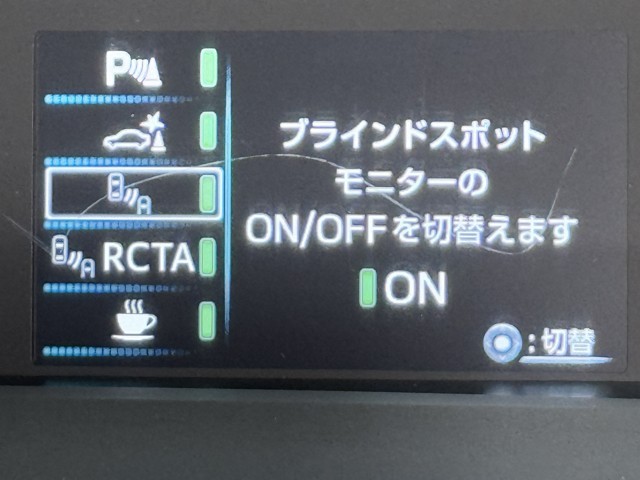 P
RCTA
ブラインドスポット
モニターの
ON/OFFを切替えます
ON
:切替